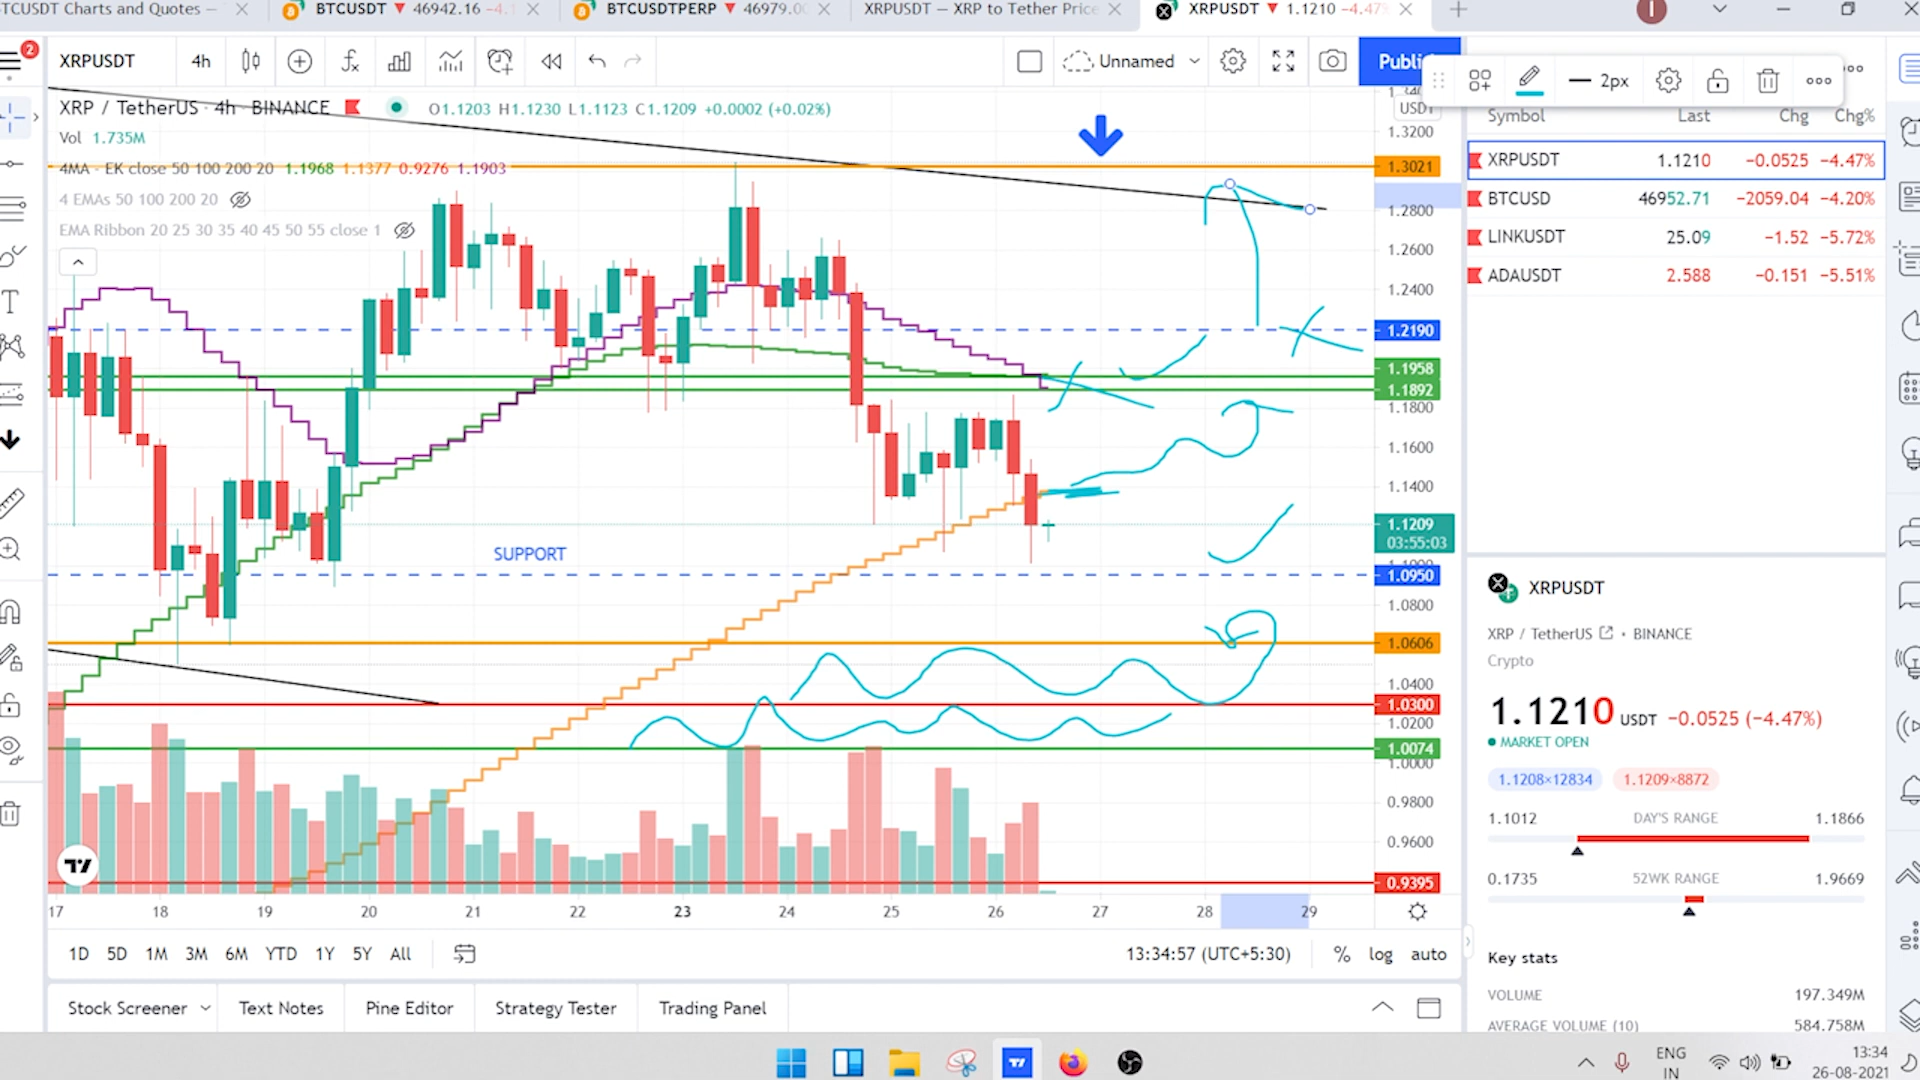 TCUSDT Charts and Quotes —
BTCUSDT ▼ 46942.16 −4.
BTCUSDTPERP ▼ 46979.0
XRPUSDT — XRP to Tether Price
XRPUSDT ▼ 1.1210 −4.47%
2
XRPUSDT
4h
Unnamed
Publi
2px
XRP / TetherUS · 4h · BINANCE
O1.1203 H1.1230 L1.1123 C1.1209 +0.0002 (+0.02%)
Vol 1.735M
4MA - EK close 50 100 200 20 1.1968 1.1377 0.9276 1.1903
4 EMAs 50 100 200 20
EMA Ribbon 20 25 30 35 40 45 50 55 close 1
SUPPORT
USDT
1.3200
1.3021
1.2800
1.2600
1.2400
1.2190
1.1958
1.1892
1.1800
1.1600
1.1400
1.1209
03:55:03
1.0950
1.0800
1.0606
1.0400
1.0300
1.0200
1.0074
1.0000
0.9800
0.9600
0.9395
17 18 19 20 21 22 23 24 25 26 27 28 29
1D 5D 1M 3M 6M YTD 1Y 5Y All
13:34:57 (UTC+5:30)
% log auto
Stock Screener
Text Notes
Pine Editor
Strategy Tester
Trading Panel
Symbol Last Chg Chg%
XRPUSDT 1.1210 −0.0525 −4.47%
BTCUSD 46952.71 −2059.04 −4.20%
LINKUSDT 25.09 −1.52 −5.72%
ADAUSDT 2.588 −0.151 −5.51%
XRPUSDT
XRP / TetherUS • BINANCE
Crypto
1.1210 USDT −0.0525 (−4.47%)
MARKET OPEN
1.1208×12834 1.1209×8872
1.1012 DAY'S RANGE 1.1866
0.1735 52WK RANGE 1.9669
Key stats
VOLUME 197.349M
AVERAGE VOLUME (10) 584.758M
ENG
IN
13:34
26-08-2021